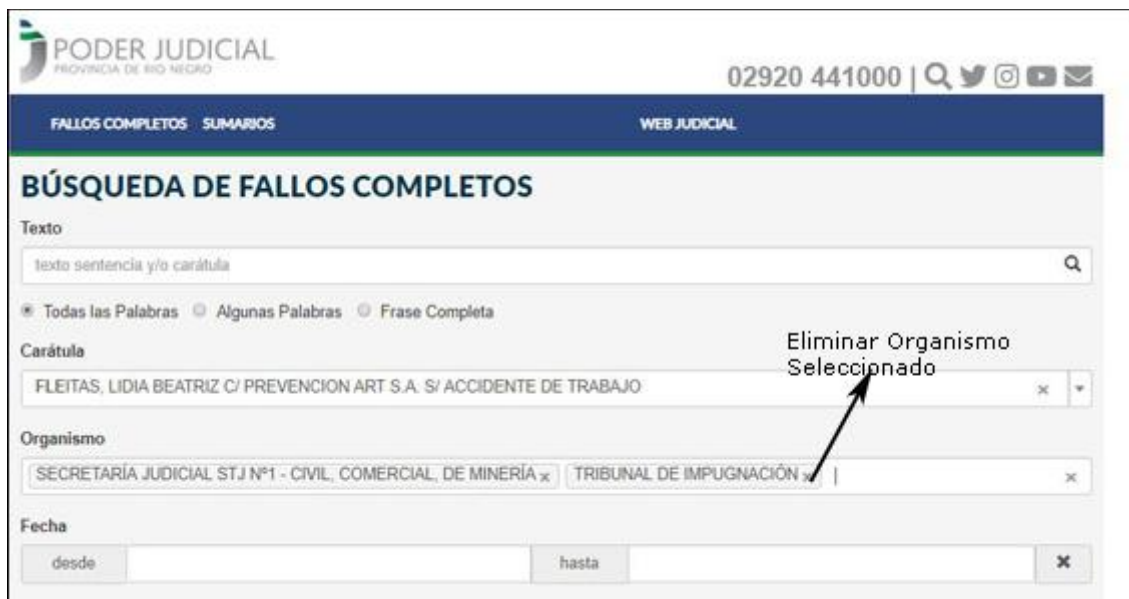 PODER JUDICIAL
PROVINCIA DE RIO NEGRO
02920 441000 |
FALLOS COMPLETOS SUMARIOS WEB JUDICIAL
BÚSQUEDA DE FALLOS COMPLETOS
Texto
texto sentencia y/o carátula
Todas las Palabras Algunas Palabras Frase Completa
Eliminar Organismo
Seleccionado
Carátula
FLEITAS, LIDIA BEATRIZ C/ PREVENCION ART S.A. S/ ACCIDENTE DE TRABAJO ×
Organismo
SECRETARÍA JUDICIAL STJ Nº1 - CIVIL, COMERCIAL, DE MINERÍA × TRIBUNAL DE IMPUGNACIÓN × ×
Fecha
desde hasta ×